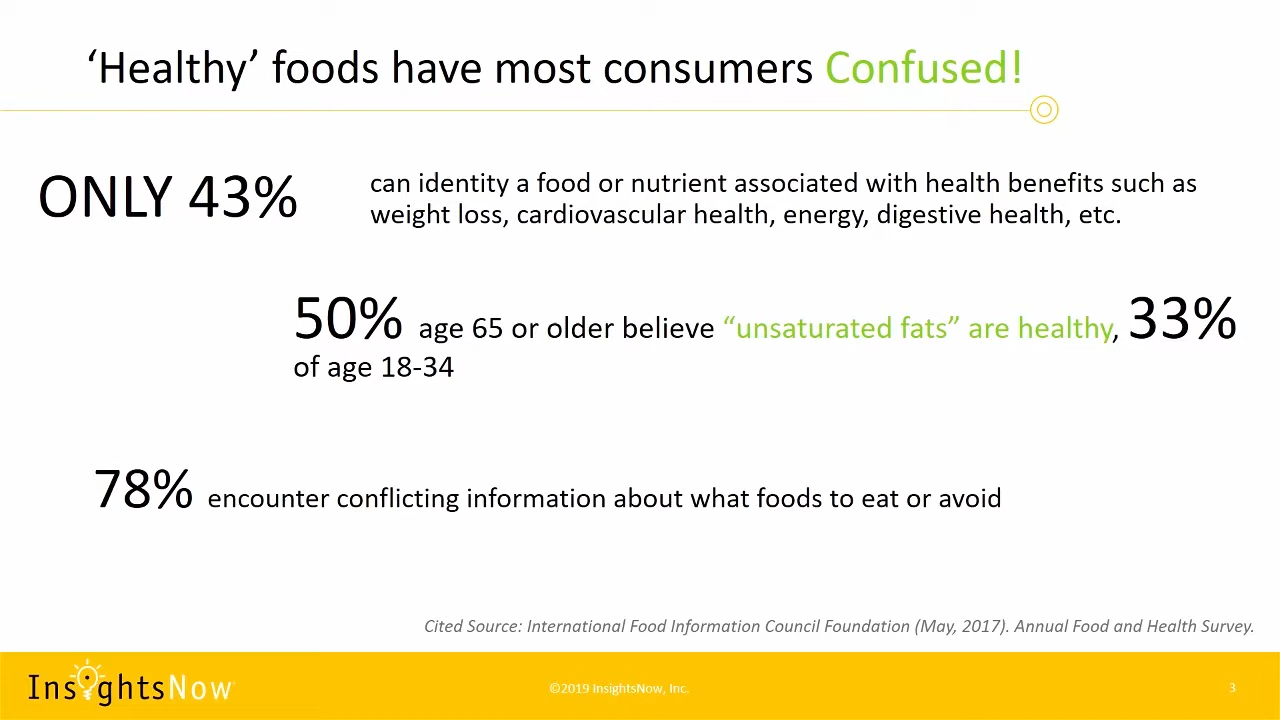 ‘Healthy’ foods have most consumers Confused!
ONLY 43%
can identity a food or nutrient associated with health benefits such as
weight loss, cardiovascular health, energy, digestive health, etc.
50% age 65 or older believe “unsaturated fats” are healthy, 33%
of age 18-34
78% encounter conflicting information about what foods to eat or avoid
Cited Source: International Food Information Council Foundation (May, 2017). Annual Food and Health Survey.
InsightsNow
©2019 InsightsNow, Inc.
3